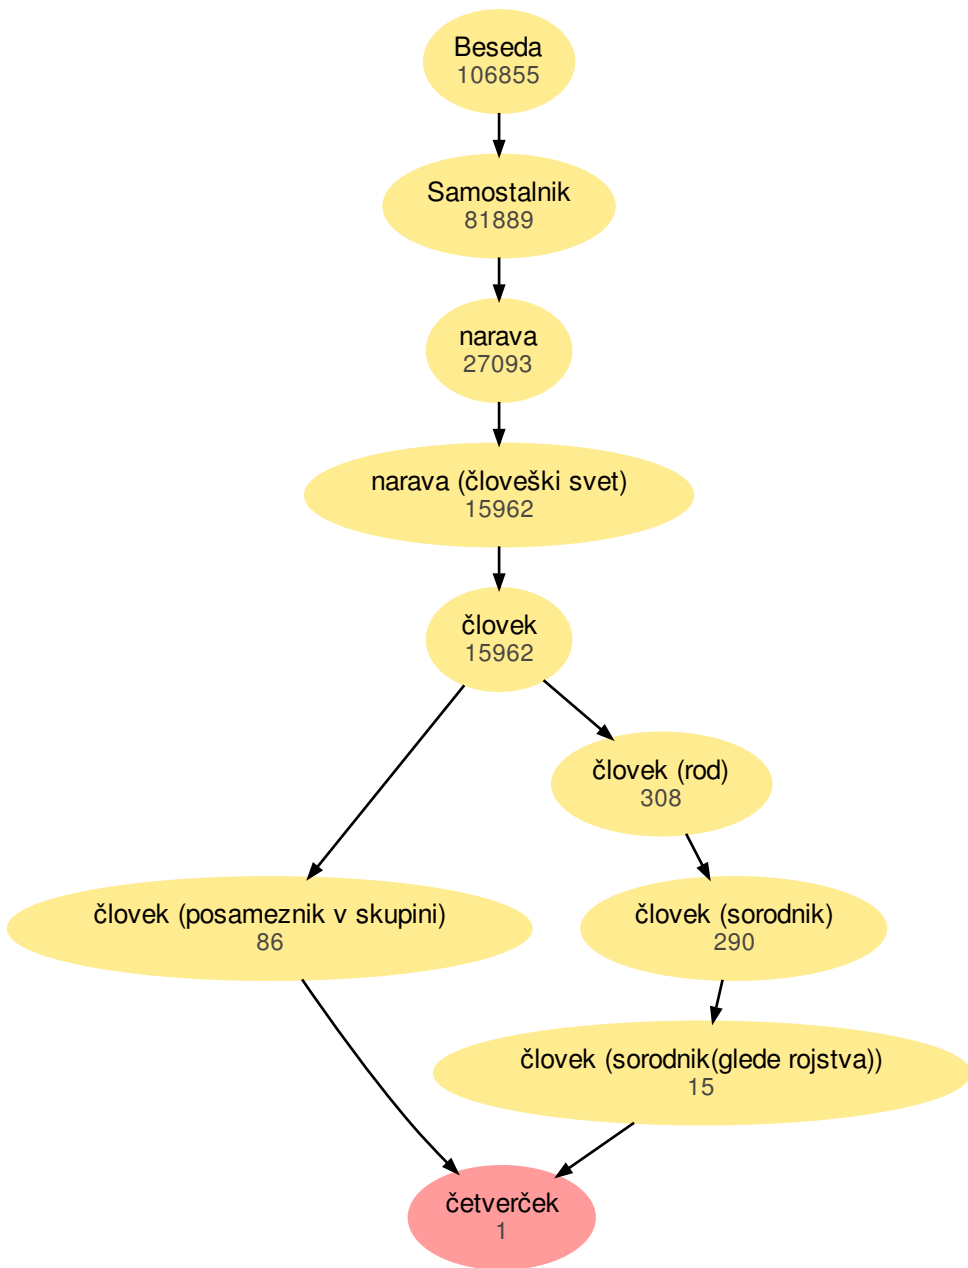 Beseda
106855
Samostalnik
81889
narava
27093
narava (človeški svet)
15962
človek
15962
človek (rod)
308
človek (posameznik v skupini)
86
človek (sorodnik)
290
človek (sorodnik(glede rojstva))
15
četverček
1